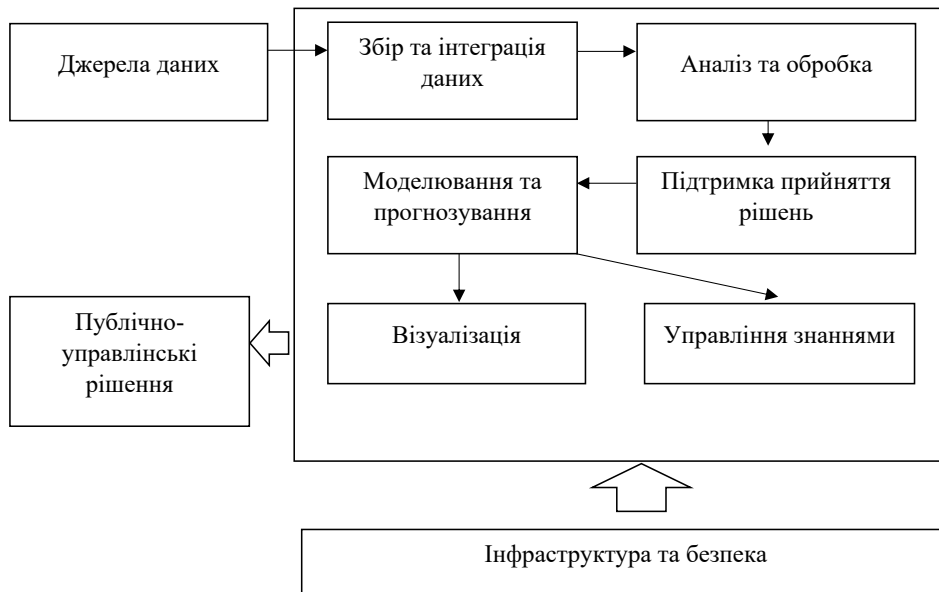 Джерела даних
Збір та інтеграція
даних
Аналіз та обробка
Моделювання та
прогнозування
Підтримка прийняття
рішень
Публічно-
управлінські
рішення
Візуалізація
Управління знаннями
Інфраструктура та безпека